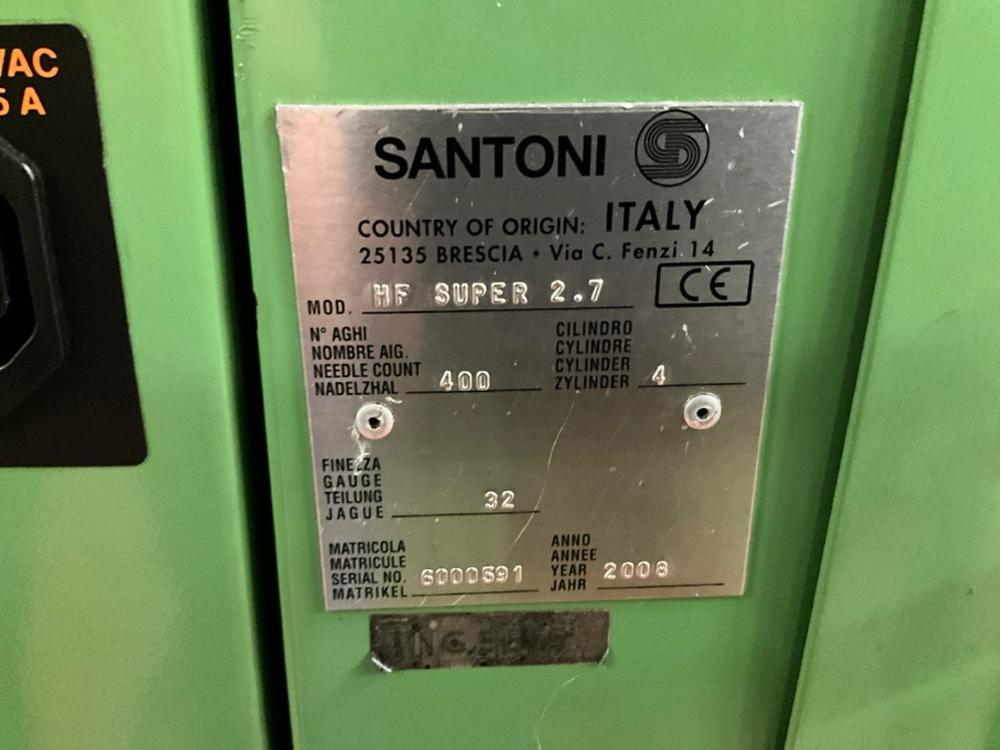 VAC
5 A
SANTONI
COUNTRY OF ORIGIN: ITALY
25135 BRESCIA • Via C. Fenzi 14
CE
MOD. HF SUPER 2.7
N° AGHI
NOMBRE AIG.
NEEDLE COUNT
NADELZHAL 400
CILINDRO
CYLINDRE
CYLINDER
ZYLINDER 4
FINEZZA
GAUGE
TEILUNG
JAGUE 32
MATRICOLA
MATRICULE
SERIAL NO.
MATRIKEL 6000591
ANNO
ANNEE
YEAR
JAHR 2008